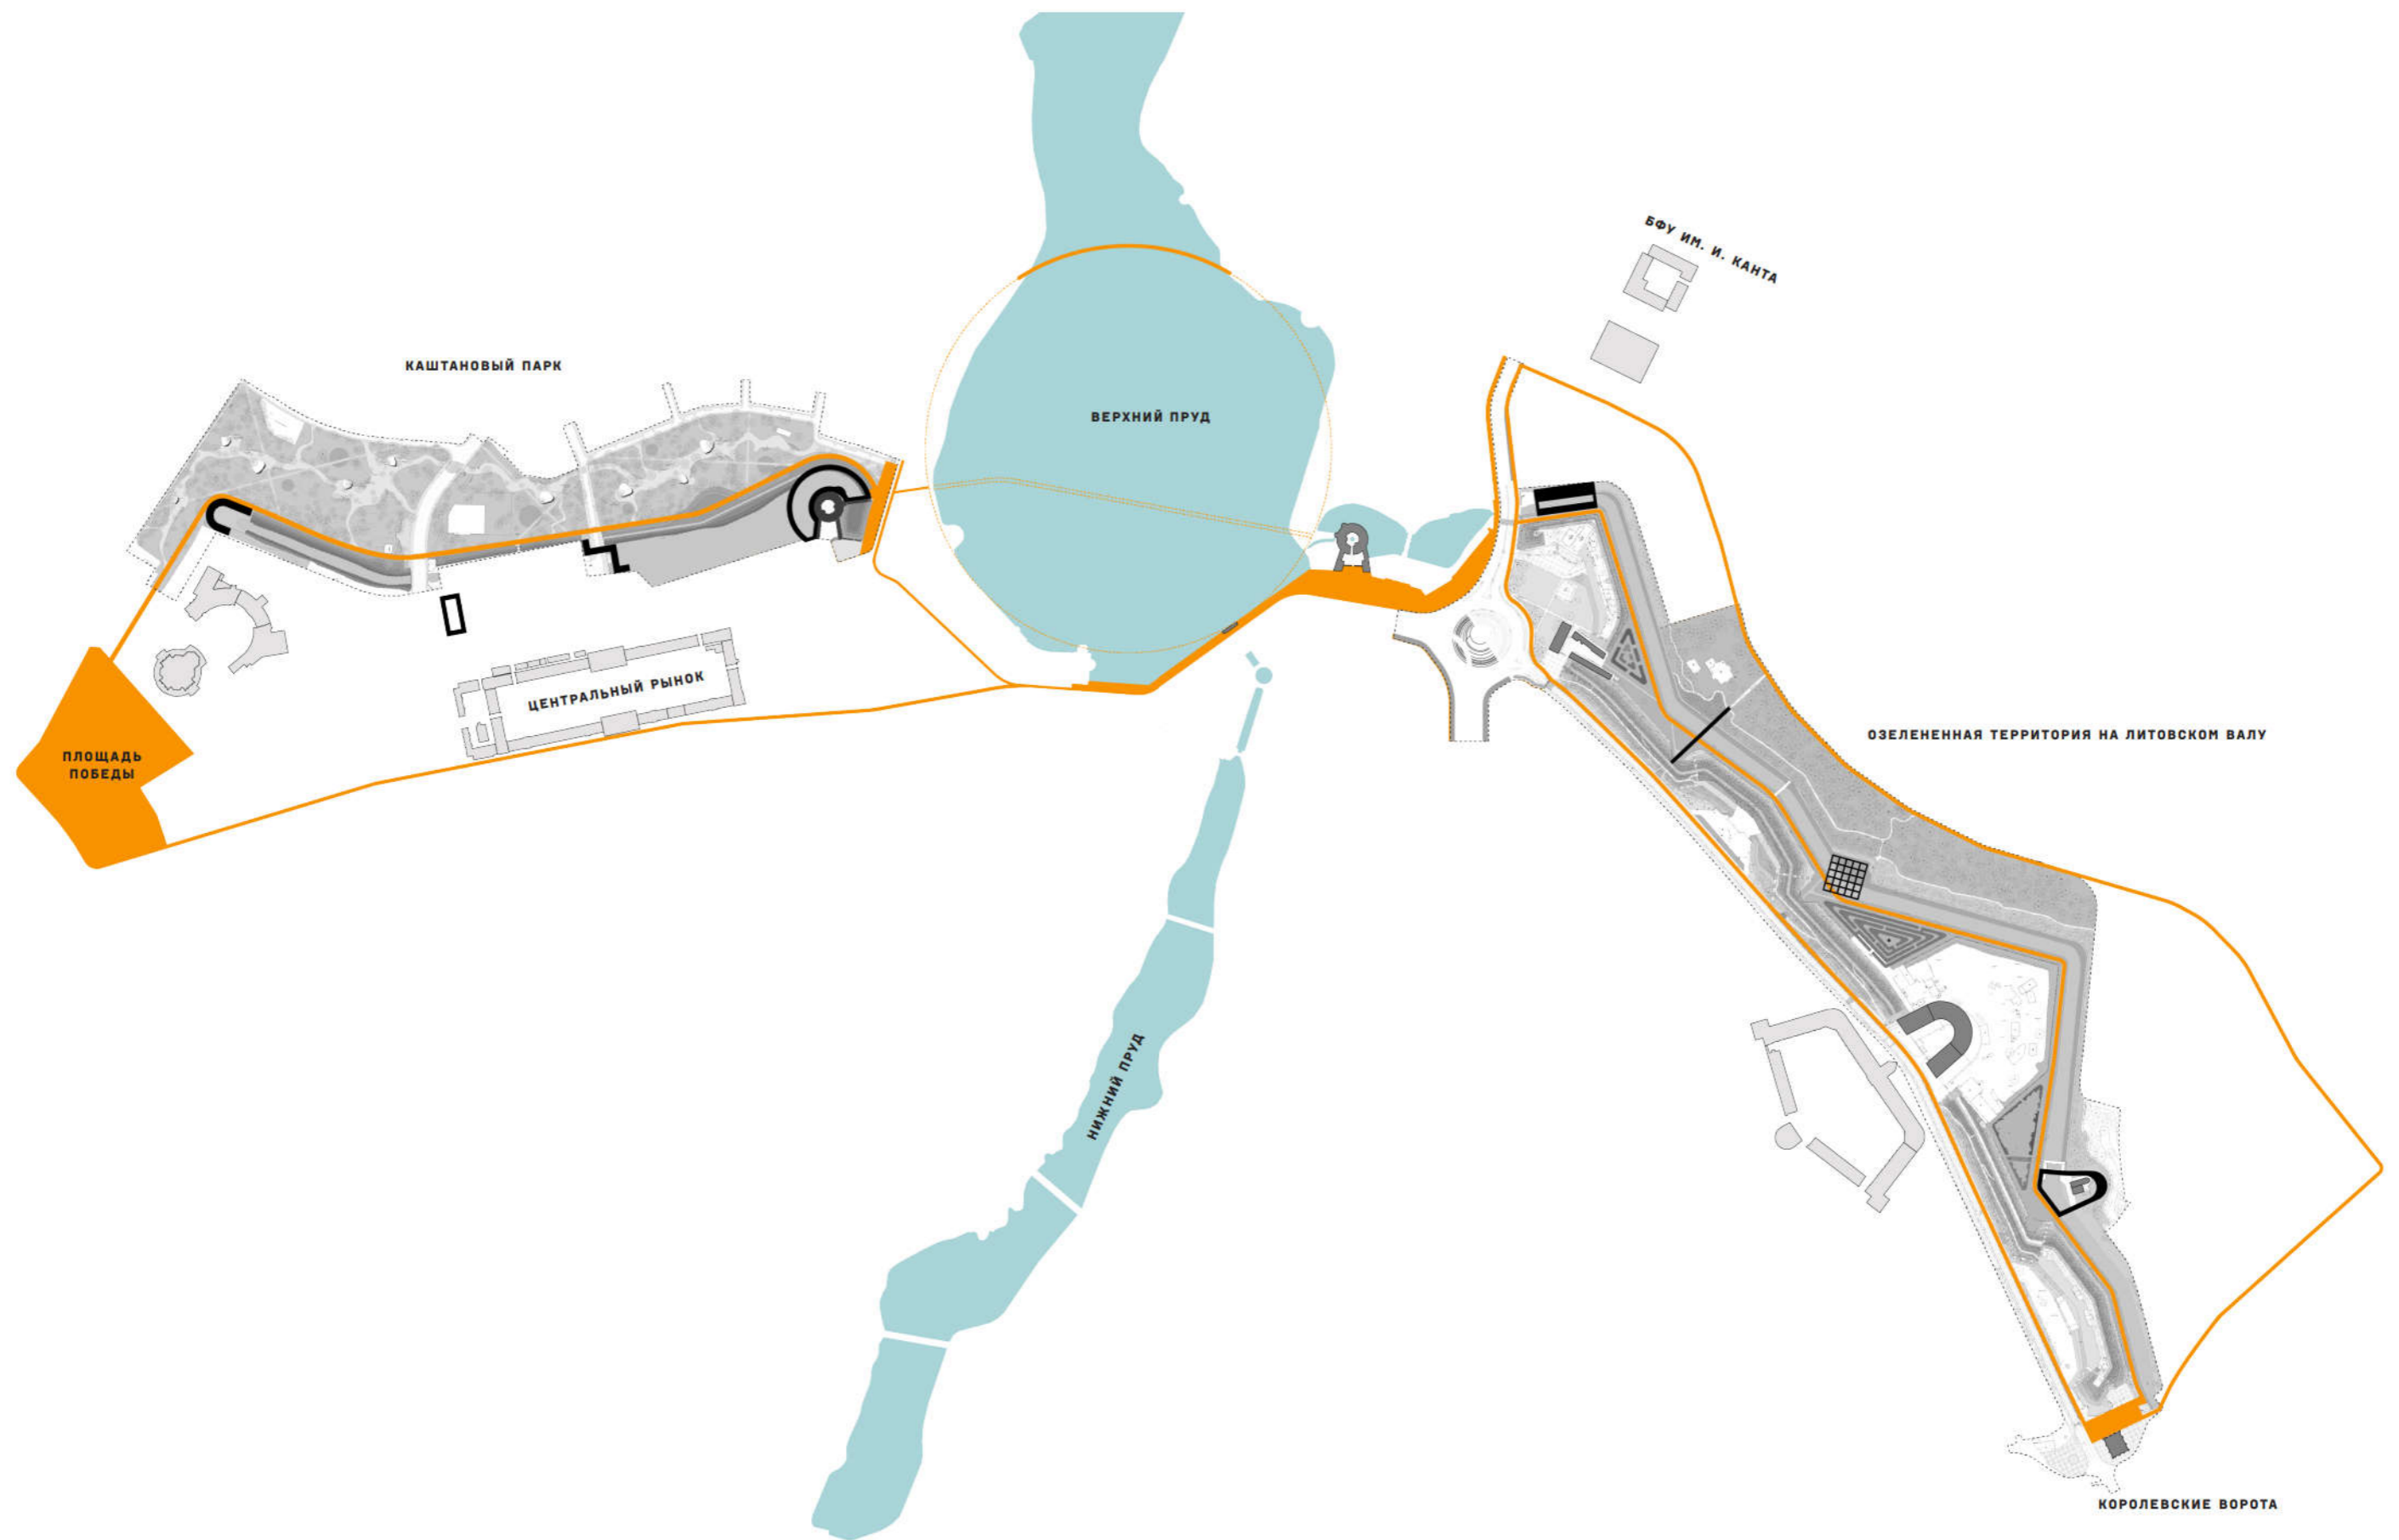 БФУ ИМ. И. КАНТА
КАШТАНОВЫЙ ПАРК
ВЕРХНИЙ ПРУД
ЦЕНТРАЛЬНЫЙ РЫНОК
ОЗЕЛЕНЕННАЯ ТЕРРИТОРИЯ НА ЛИТОВСКОМ ВАЛУ
ПЛОЩАДЬ
ПОБЕДЫ
НИЖНИЙ ПРУД
КОРОЛЕВСКИЕ ВОРОТА